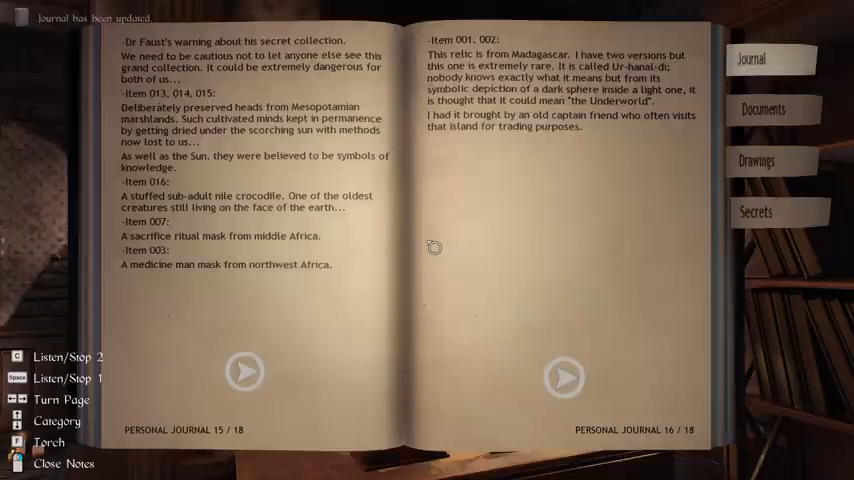 Journal has been updated.
-Dr Faust's warning about his secret collection.
We need to be cautious not to let anyone else see this
grand collection. It could be extremely dangerous for
both of us...
-Item 013, 014, 015:
Deliberately preserved heads from Mesopotamian
marshlands. Such cultivated minds kept in permanence
by getting dried under the scorching sun with methods
now lost to us...
As well as the Sun, they were believed to be symbols of
knowledge.
-Item 016:
A stuffed sub-adult nile crocodile. One of the oldest
creatures still living on the face of the earth...
-Item 007:
A sacrifice ritual mask from middle Africa.
-Item 003:
A medicine man mask from northwest Africa.
PERSONAL JOURNAL 15 / 18
-Item 001, 002:
This relic is from Madagascar. I have two versions but
this one is extremely rare. It is called Ur-hanal-di;
nobody knows exactly what it means but from its
symbolic depiction of a dark sphere inside a light one, it
is thought that it could mean "the Underworld".
I had it brought by an old captain friend who often visits
that island for trading purposes.
PERSONAL JOURNAL 16 / 18
Journal
Documents
Drawings
Secrets
C Listen/Stop 2
Space Listen/Stop 1
Turn Page
Category
F Torch
Close Notes